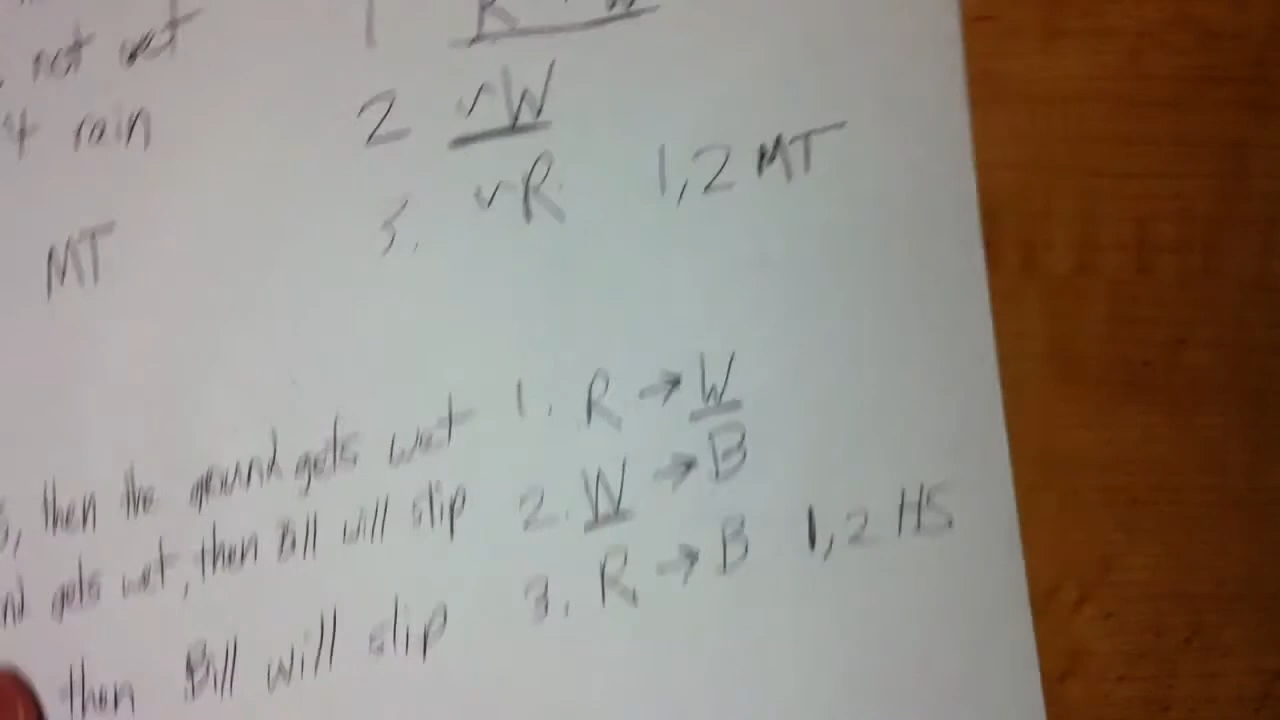 not wet 1 R W
rain 2 ~W
3. ~R 1,2 MT
MT
, then the ground gets wet 1. R → W
gets wet, then Bill will slip 2. W → B
then Bill will slip 3. R → B 1,2 HS